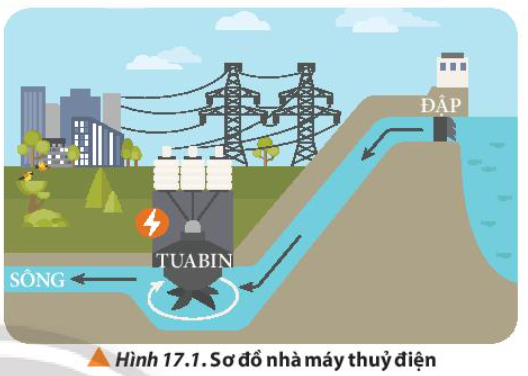 ĐẬP
TUABIN
SÔNG
Hình 17.1. Sơ đồ nhà máy thuỷ điện